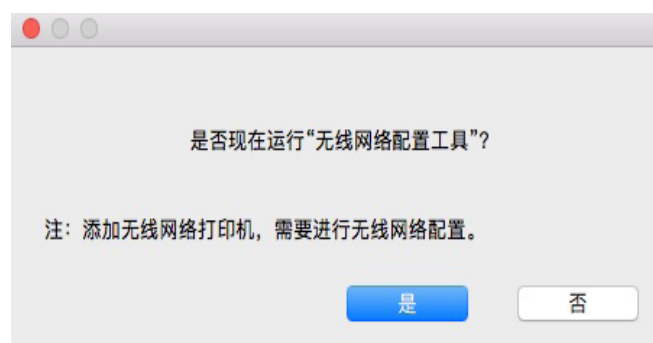 是否现在运行“无线网络配置工具”?
注：添加无线网络打印机，需要进行无线网络配置。
是
否